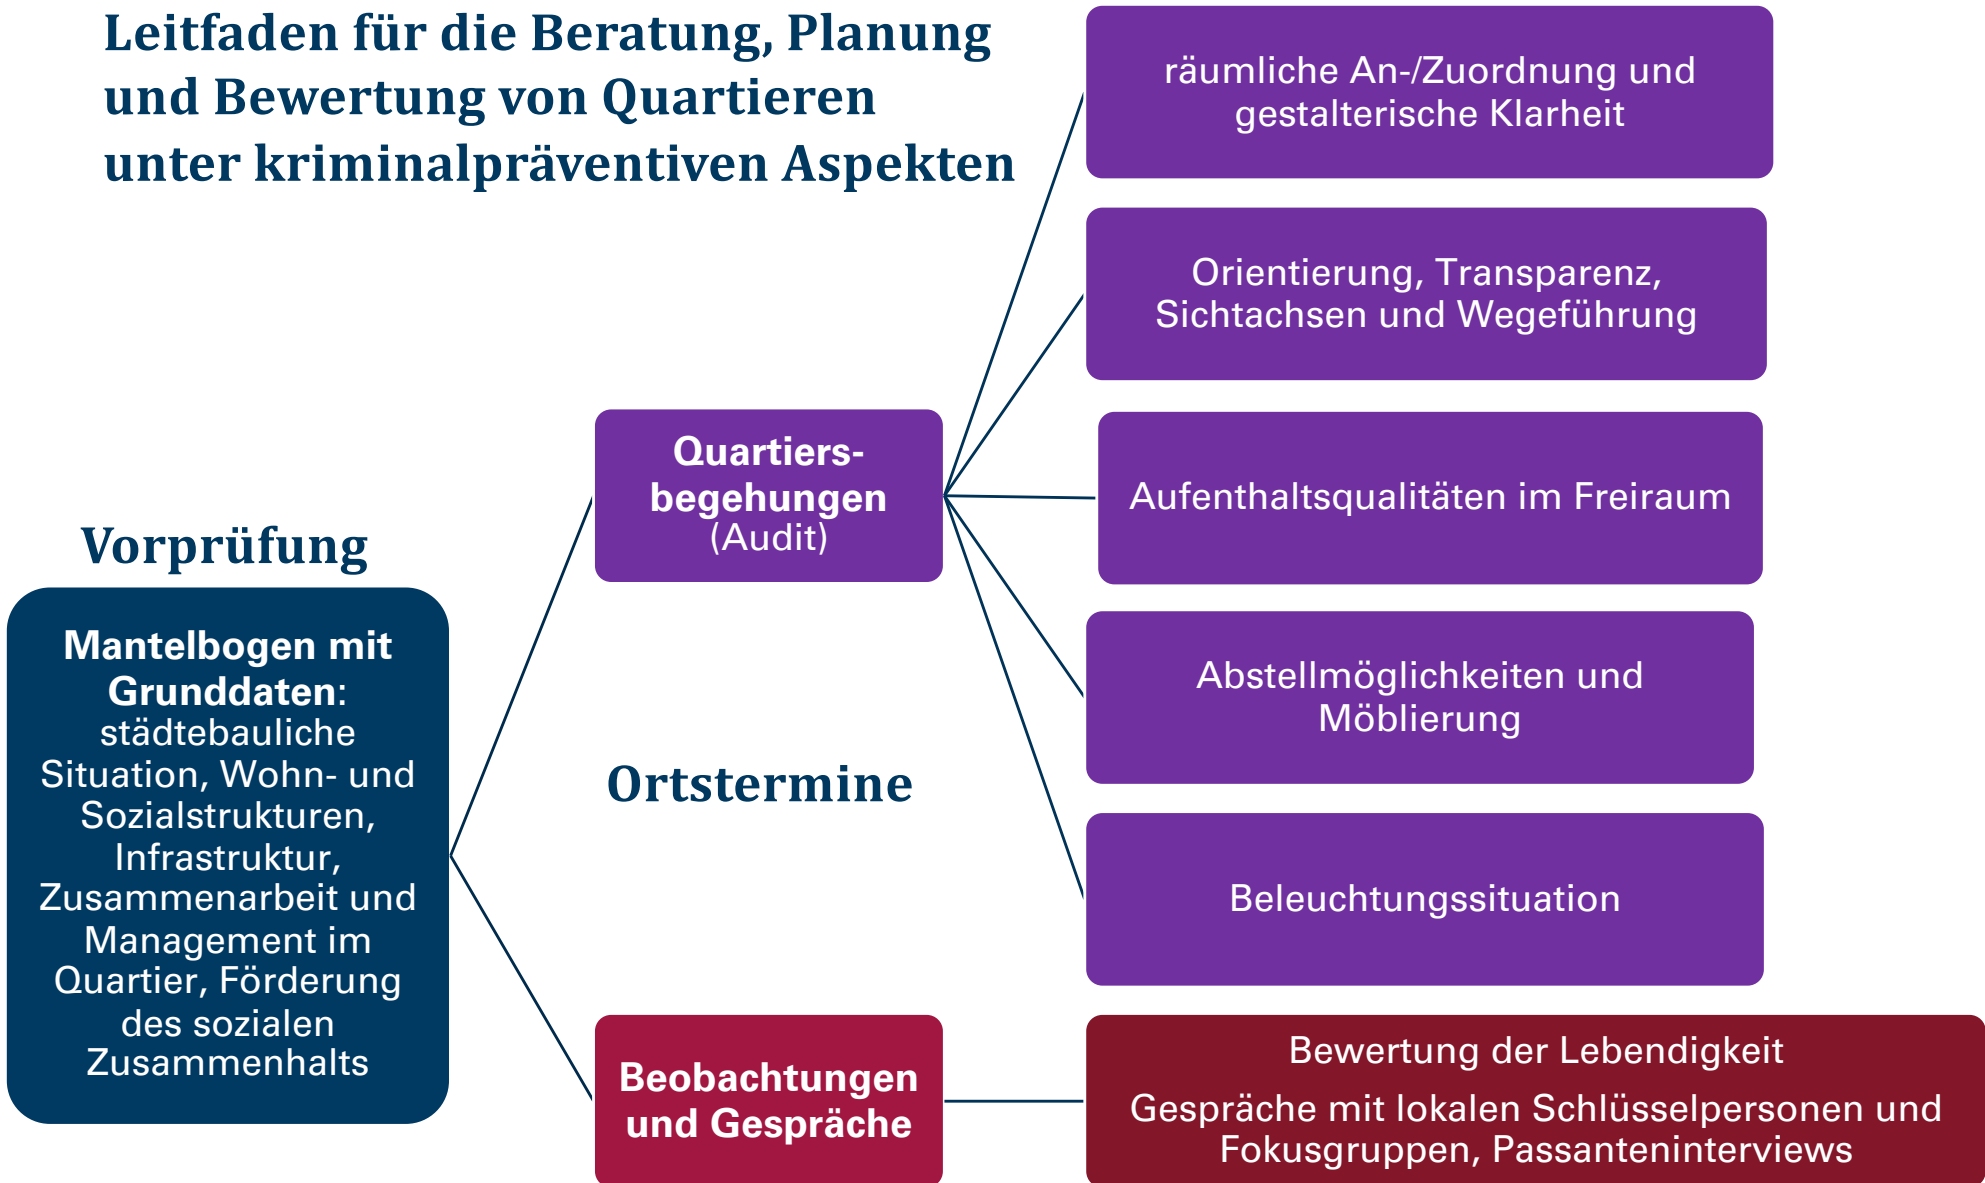 Leitfaden für die Beratung, Planung
und Bewertung von Quartieren
unter kriminalpräventiven Aspekten
Vorprüfung
Mantelbogen mit
Grunddaten:
städtebauliche
Situation, Wohn- und
Sozialstrukturen,
Infrastruktur,
Zusammenarbeit und
Management im
Quartier, Förderung
des sozialen
Zusammenhalts
Ortstermine
Quartiers-
begehungen
(Audit)
räumliche An-/Zuordnung und
gestalterische Klarheit
Orientierung, Transparenz,
Sichtachsen und Wegeführung
Aufenthaltsqualitäten im Freiraum
Abstellmöglichkeiten und
Möblierung
Beleuchtungssituation
Beobachtungen
und Gespräche
Bewertung der Lebendigkeit
Gespräche mit lokalen Schlüsselpersonen und
Fokusgruppen, Passanteninterviews